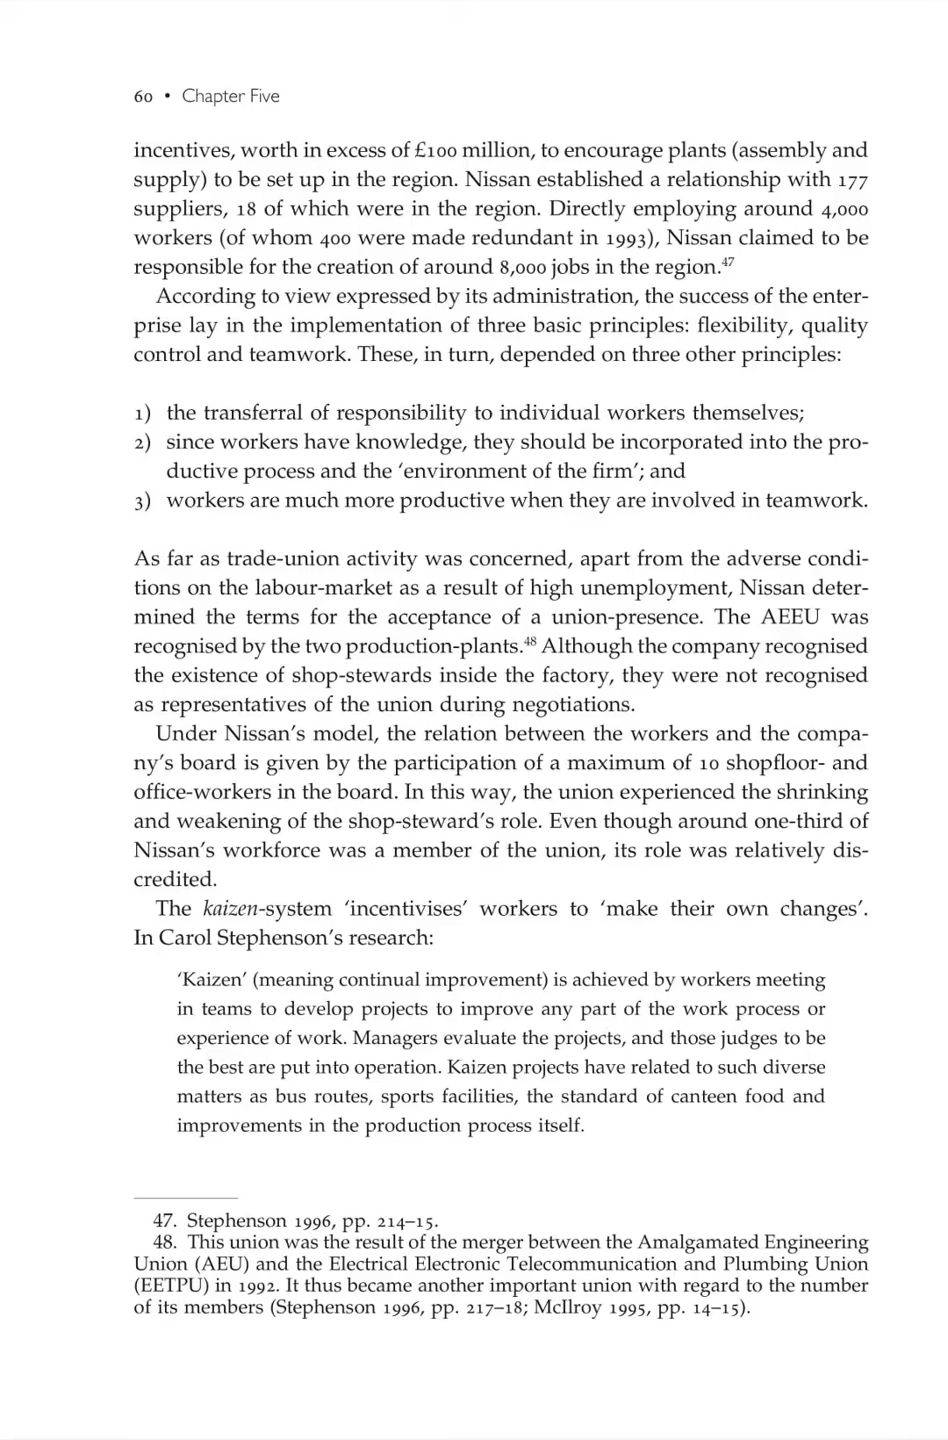 60 • Chapter Five
incentives, worth in excess of £100 million, to encourage plants (assembly and
supply) to be set up in the region. Nissan established a relationship with 177
suppliers, 18 of which were in the region. Directly employing around 4,000
workers (of whom 400 were made redundant in 1993), Nissan claimed to be
responsible for the creation of around 8,000 jobs in the region.47
According to view expressed by its administration, the success of the enter-
prise lay in the implementation of three basic principles: flexibility, quality
control and teamwork. These, in turn, depended on three other principles:
1) the transferral of responsibility to individual workers themselves;
2) since workers have knowledge, they should be incorporated into the pro-
ductive process and the ‘environment of the firm’; and
3) workers are much more productive when they are involved in teamwork.
As far as trade-union activity was concerned, apart from the adverse condi-
tions on the labour-market as a result of high unemployment, Nissan deter-
mined the terms for the acceptance of a union-presence. The AEEU was
recognised by the two production-plants.48 Although the company recognised
the existence of shop-stewards inside the factory, they were not recognised
as representatives of the union during negotiations.
Under Nissan’s model, the relation between the workers and the compa-
ny’s board is given by the participation of a maximum of 10 shopfloor- and
office-workers in the board. In this way, the union experienced the shrinking
and weakening of the shop-steward’s role. Even though around one-third of
Nissan’s workforce was a member of the union, its role was relatively dis-
credited.
The kaizen-system ‘incentivises’ workers to ‘make their own changes’.
In Carol Stephenson’s research:
‘Kaizen’ (meaning continual improvement) is achieved by workers meeting
in teams to develop projects to improve any part of the work process or
experience of work. Managers evaluate the projects, and those judges to be
the best are put into operation. Kaizen projects have related to such diverse
matters as bus routes, sports facilities, the standard of canteen food and
improvements in the production process itself.
47. Stephenson 1996, pp. 214–15.
48. This union was the result of the merger between the Amalgamated Engineering
Union (AEU) and the Electrical Electronic Telecommunication and Plumbing Union
(EETPU) in 1992. It thus became another important union with regard to the number
of its members (Stephenson 1996, pp. 217–18; McIlroy 1995, pp. 14–15).